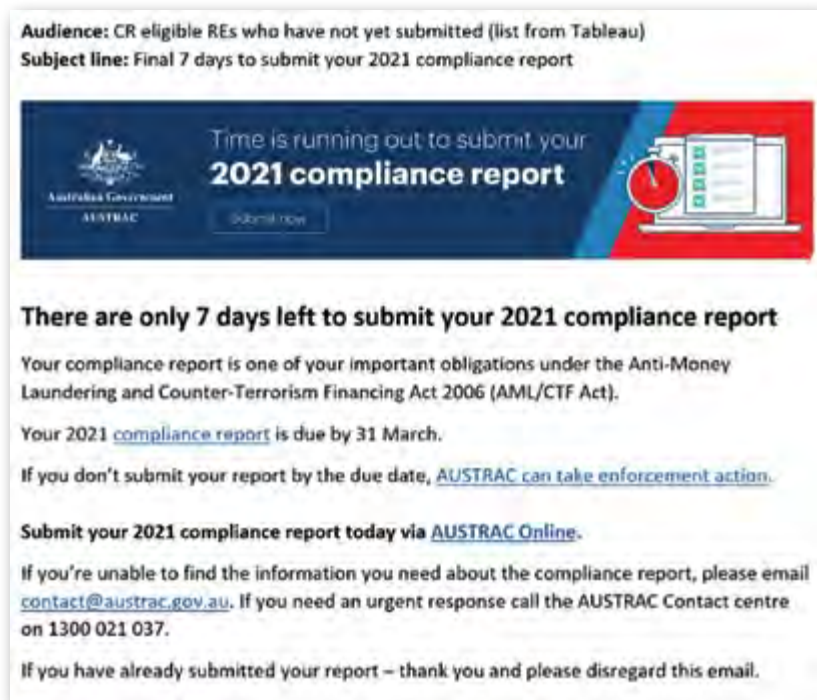 Audience: CR eligible REs who have not yet submitted (list from Tableau)
Subject line: Final 7 days to submit your 2021 compliance report
Time is running out to submit your
2021 compliance report
Australian Government
AUSTRAC
Submit now
There are only 7 days left to submit your 2021 compliance report
Your compliance report is one of your important obligations under the Anti-Money
Laundering and Counter-Terrorism Financing Act 2006 (AML/CTF Act).
Your 2021 compliance report is due by 31 March.
If you don't submit your report by the due date, AUSTRAC can take enforcement action.
Submit your 2021 compliance report today via AUSTRAC Online.
If you're unable to find the information you need about the compliance report, please email
contact@austrac.gov.au. If you need an urgent response call the AUSTRAC Contact centre
on 1300 021 037.
If you have already submitted your report – thank you and please disregard this email.